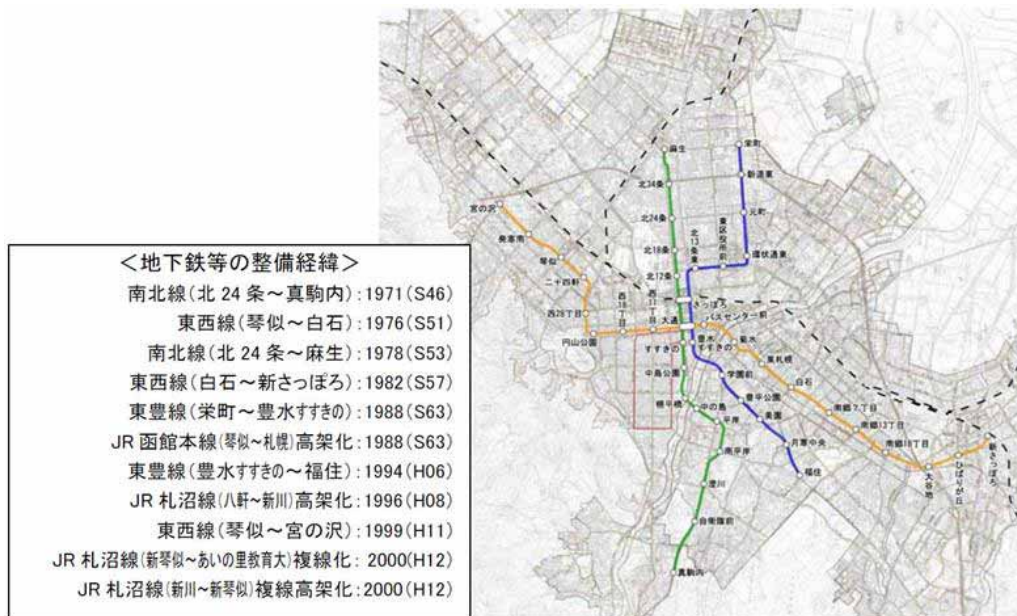 ＜地下鉄等の整備経緯＞
南北線(北24条～真駒内):1971(S46)
東西線(琴似～白石):1976(S51)
南北線(北24条～麻生):1978(S53)
東西線(白石～新さっぽろ):1982(S57)
東豊線(栄町～豊水すすきの):1988(S63)
JR函館本線(琴似～札幌)高架化:1988(S63)
東豊線(豊水すすきの～福住):1994(H06)
JR札沼線(八軒～新川)高架化:1996(H08)
東西線(琴似～宮の沢):1999(H11)
JR札沼線(新琴似～あいの里教育大)複線化:2000(H12)
JR札沼線(新川～新琴似)複線高架化:2000(H12)
麻生
栄町
北34条
新道東
宮の沢
北24条
元町
発寒南
北18条
北13条東
東区役所前
環状通東
琴似
北12条
二十四軒
さっぽろ
西28丁目
西18丁目
西11丁目
大通
バスセンター前
円山公園
すすきの
豊水すすきの
菊水
東札幌
中島公園
学園前
白石
幌平橋
中の島
豊平公園
南郷7丁目
平岸
美園
南郷13丁目
南平岸
月寒中央
南郷18丁目
新さっぽろ
澄川
福住
大谷地
ひばりが丘
自衛隊前
真駒内